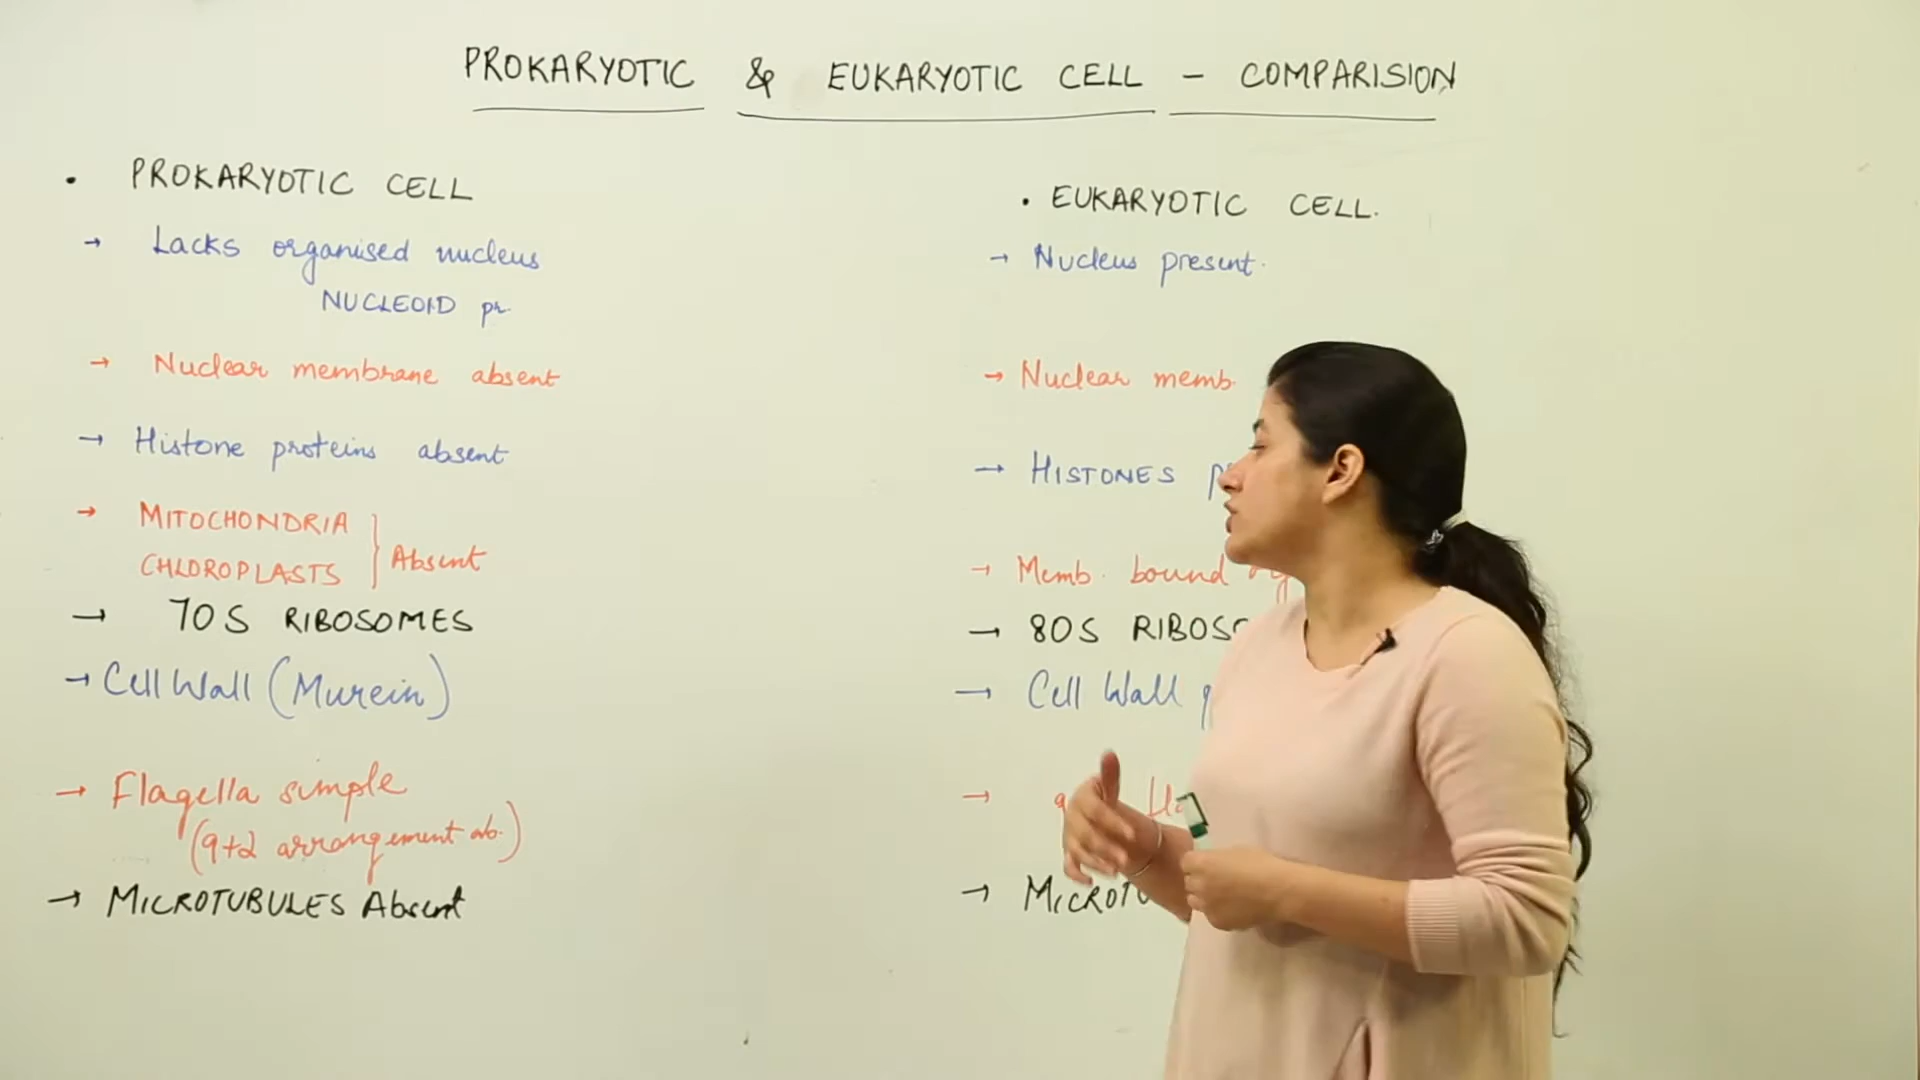 PROKARYOTIC & EUKARYOTIC CELL - COMPARISION
• PROKARYOTIC CELL
→ Lacks organised nucleus
NUCLEOID pr.
→ Nuclear membrane absent
→ Histone proteins absent
→ MITOCHONDRIA
CHLOROPLASTS } Absent
→ 70S RIBOSOMES
→ Cell Wall (Murein)
→ Flagella simple
(9+2 arrangement ab.)
→ MICROTUBULES Absent
• EUKARYOTIC CELL.
→ Nucleus present.
→ Nuclear memb.
→ HISTONES
→ Memb. bound
→ 80S
→ Cell Wall